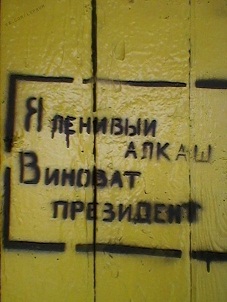 Я ленивыи
алкаш
Виноват
президент